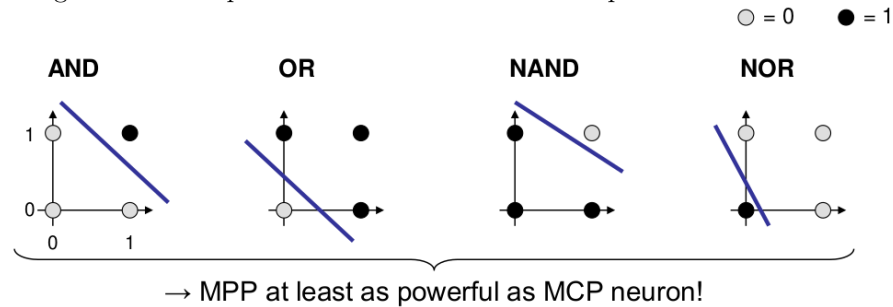 = 0 = 1
AND OR NAND NOR
1
0
0 1
→ MPP at least as powerful as MCP neuron!